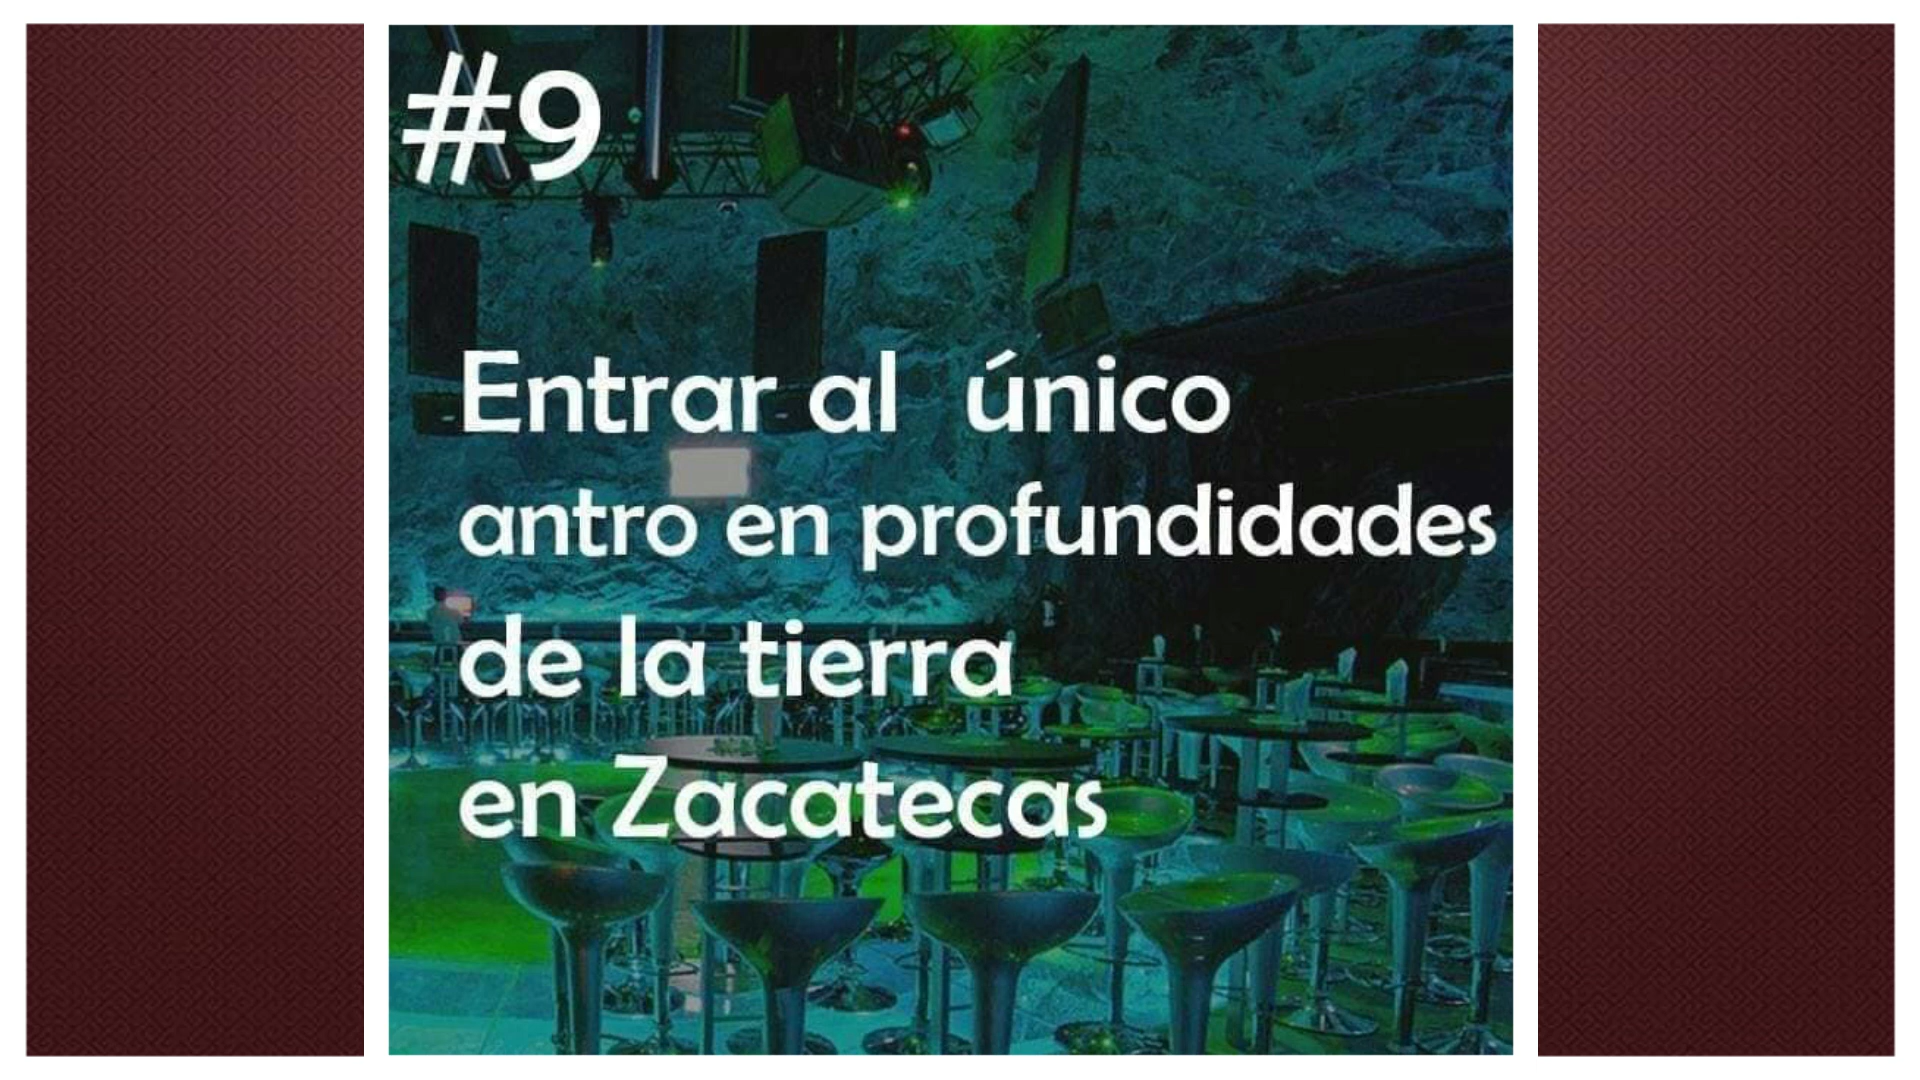 #9
Entrar al único
antro en profundidades
de la tierra
en Zacatecas